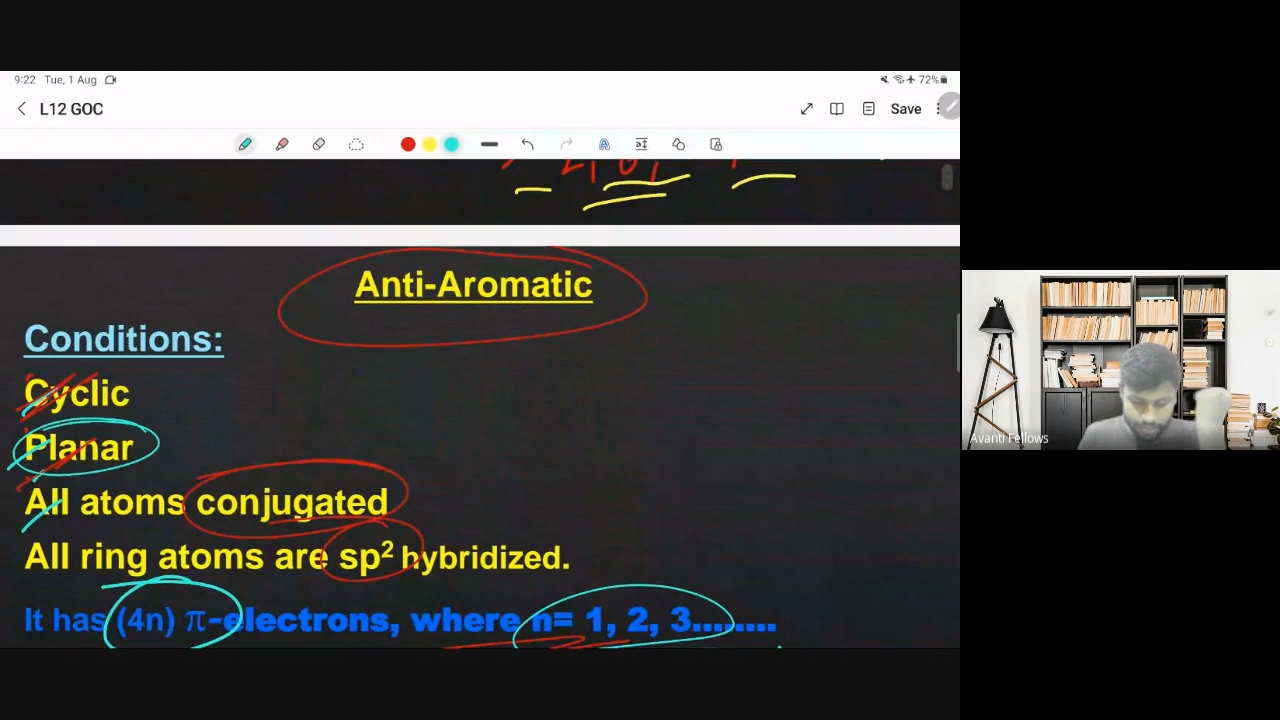 9:22 Tue, 1 Aug
72%
L12 GOC
Save
Anti-Aromatic
Conditions:
Cyclic
Planar
All atoms conjugated
All ring atoms are sp² hybridized.
It has (4n) π-electrons, where n= 1, 2, 3........
Avanti Fellows